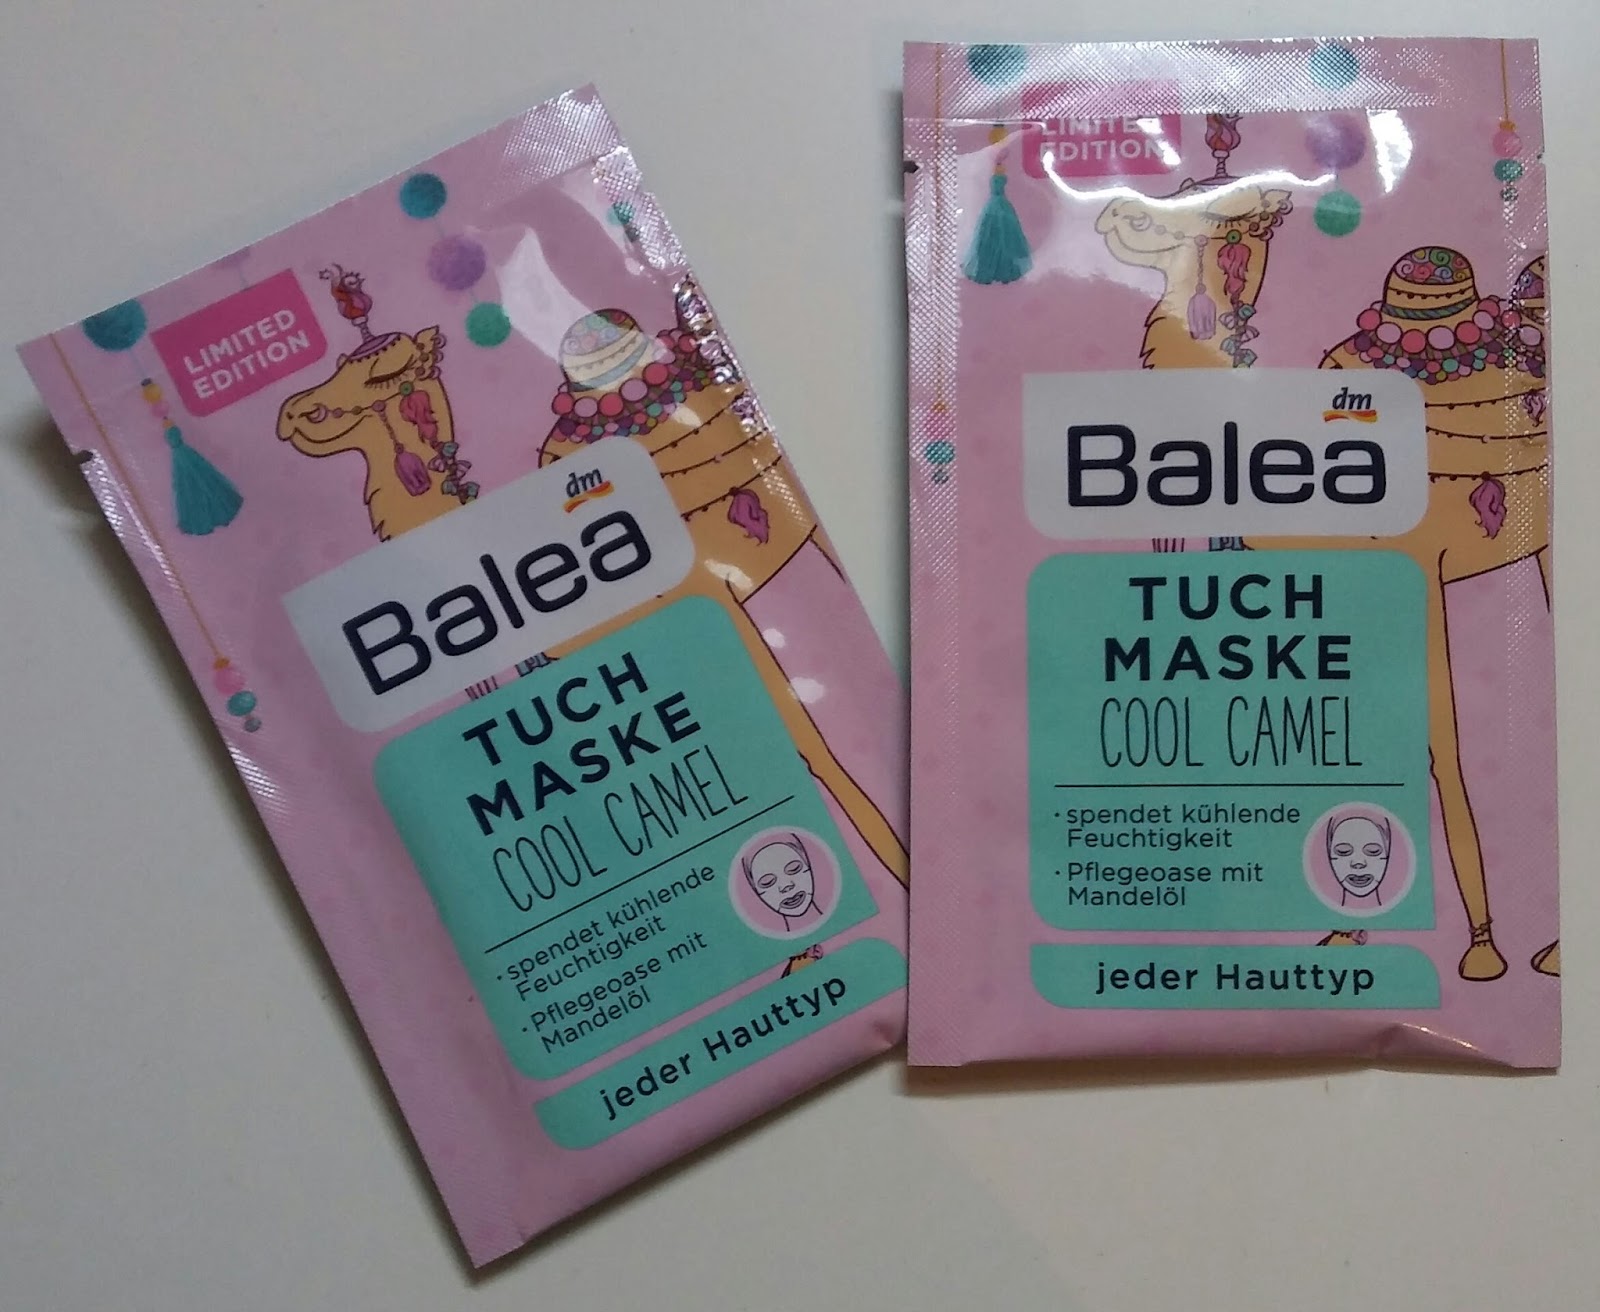 LIMITED
EDITION
dm
Balea
TUCH
MASKE
COOL CAMEL
· spendet kühlende
Feuchtigkeit
· Pflegeoase mit
Mandelöl
jeder Hauttyp
LIMITED
EDITION
dm
Balea
TUCH
MASKE
COOL CAMEL
· spendet kühlende
Feuchtigkeit
· Pflegeoase mit
Mandelöl
jeder Hauttyp